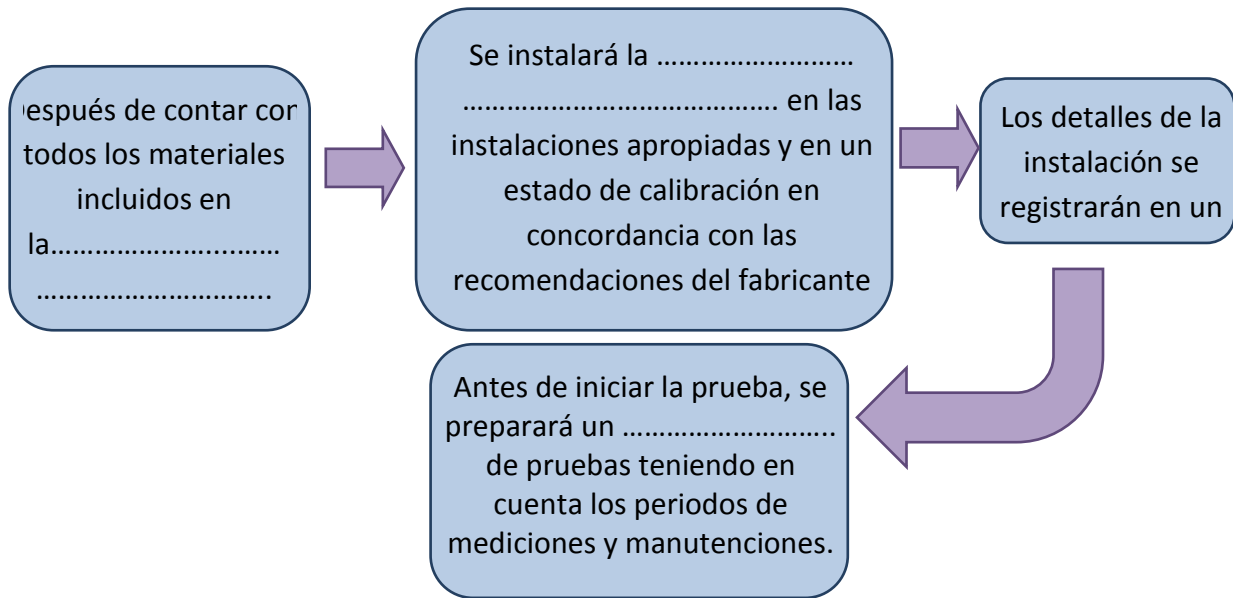 espués de contar con
todos los materiales
incluidos en
la……………………...……
…………………………..
Se instalará la ………………………
……………………………………. en las
instalaciones apropiadas y en un
estado de calibración en
concordancia con las
recomendaciones del fabricante
Los detalles de la
instalación se
registrarán en un
Antes de iniciar la prueba, se
preparará un ………………………..
de pruebas teniendo en
cuenta los periodos de
mediciones y manutenciones.